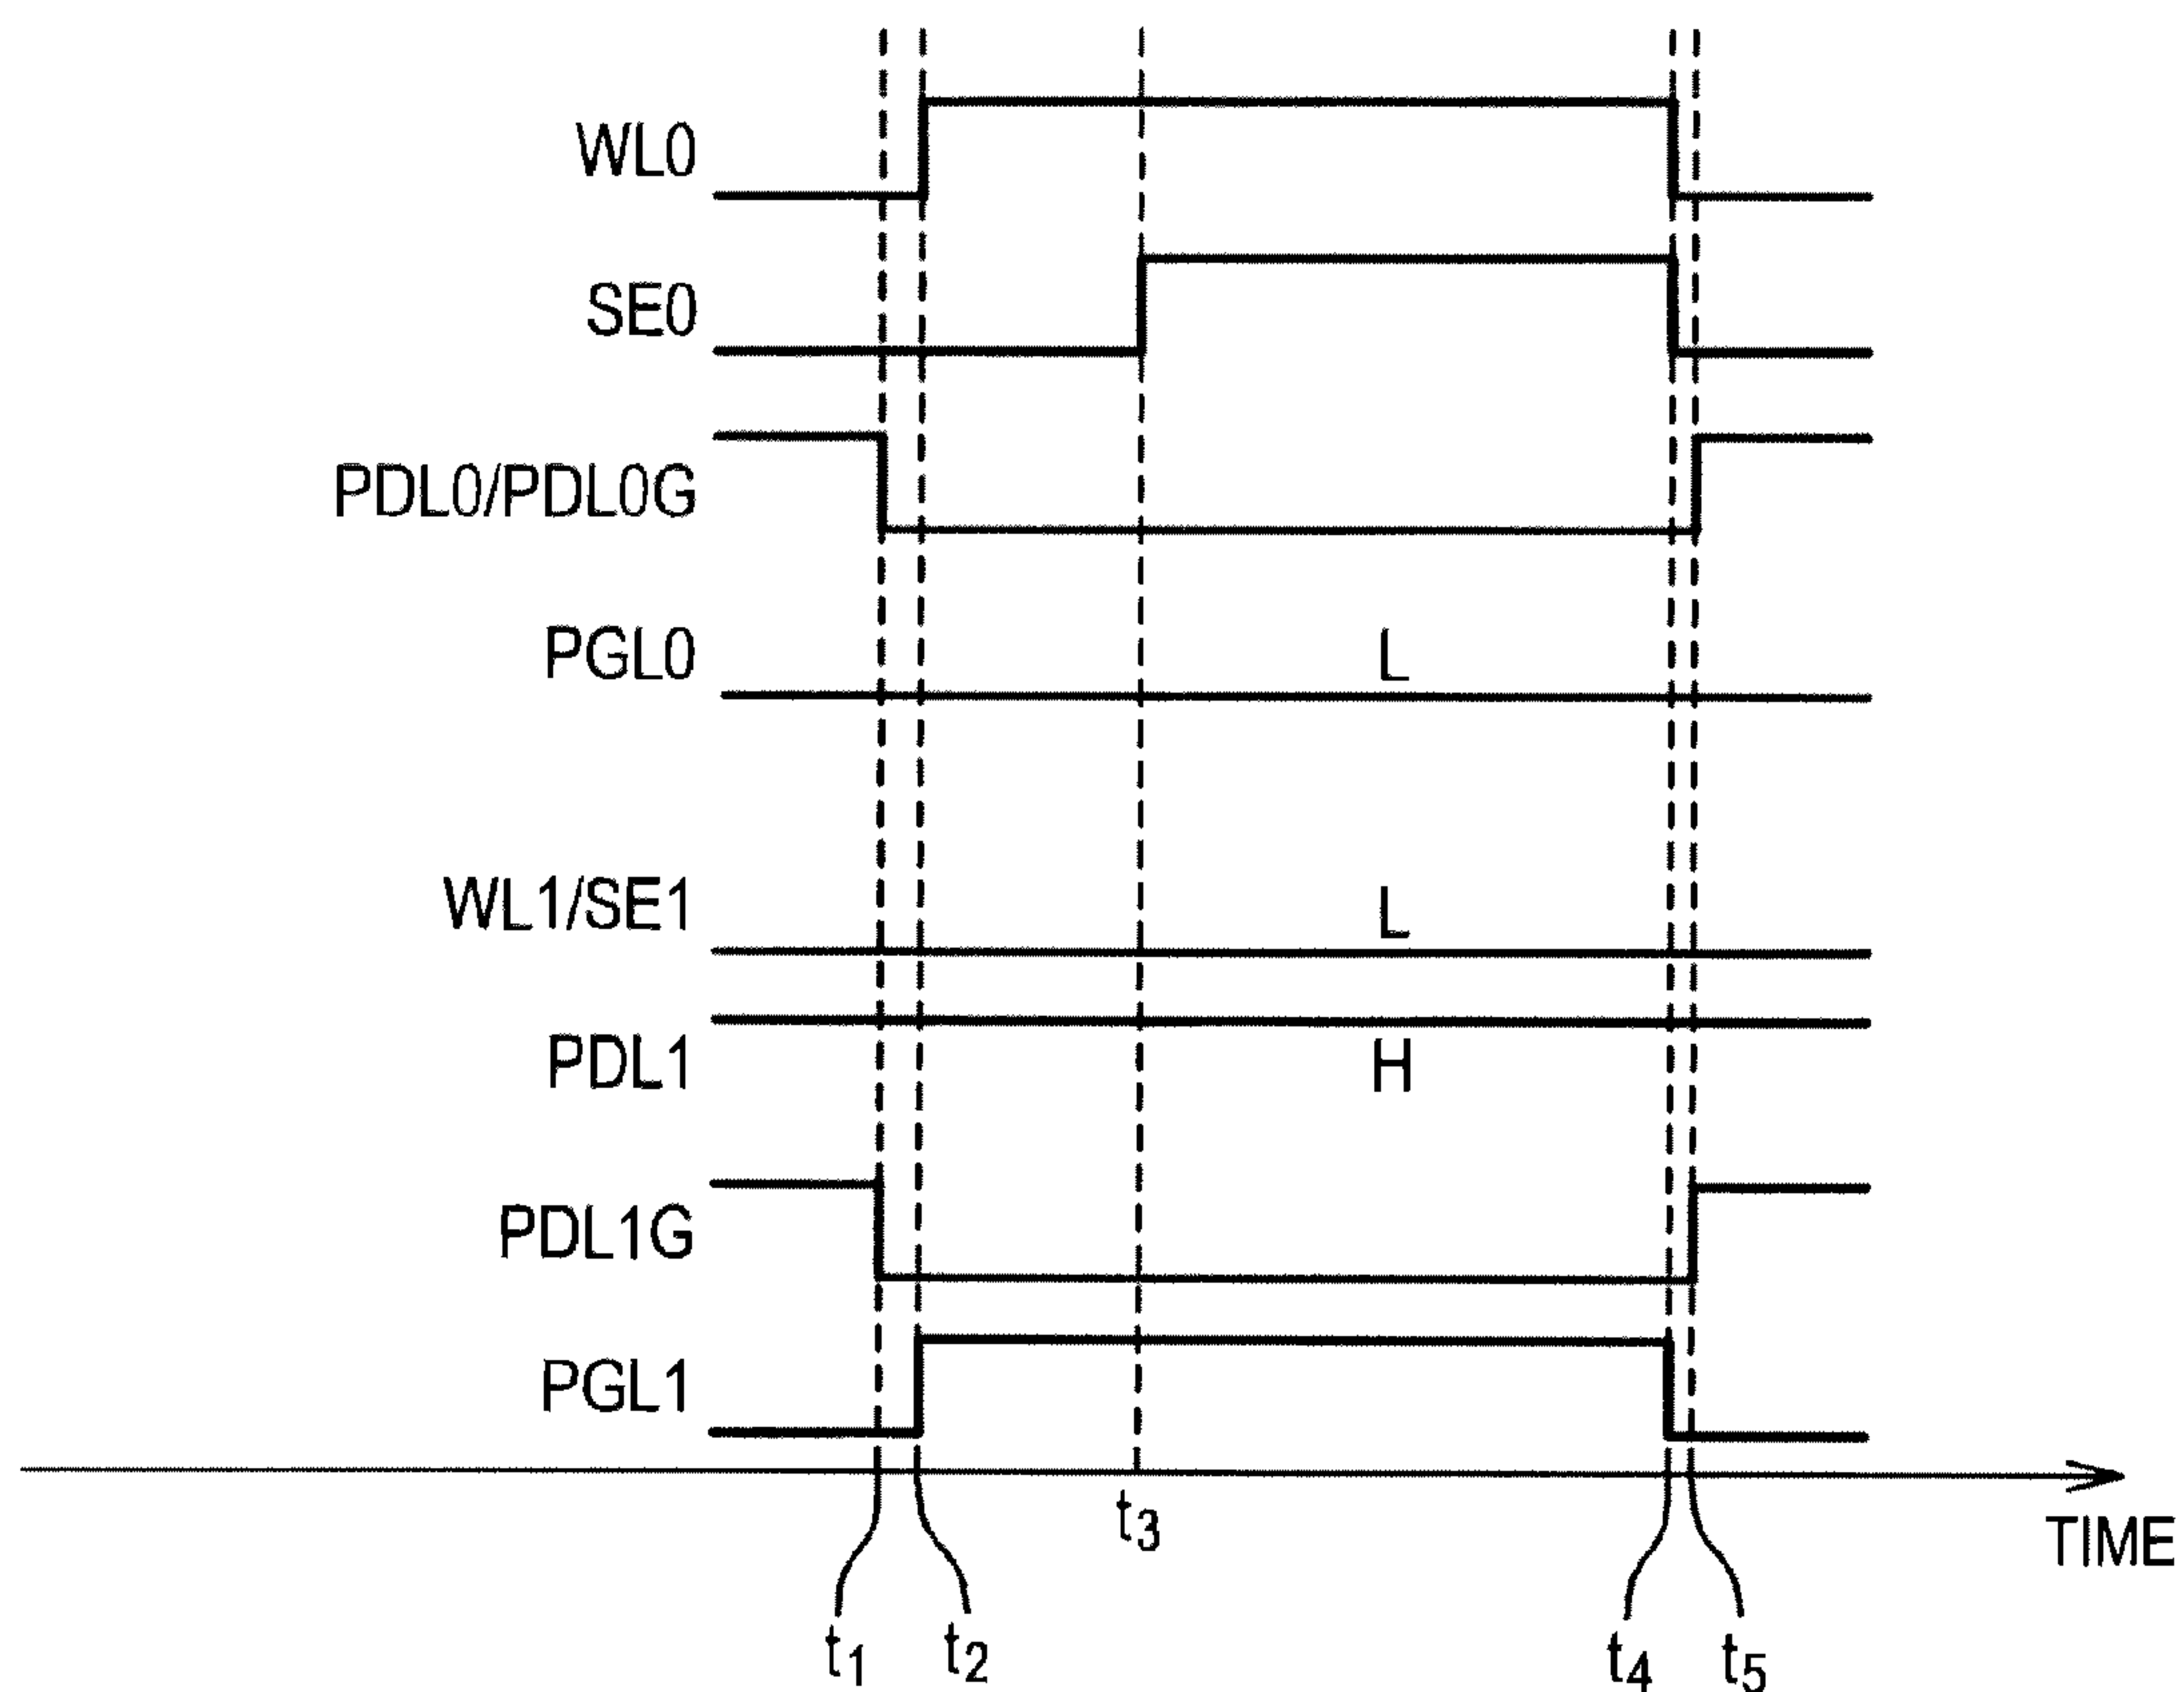 WL0
SE0
PDL0/PDL0G
PGL0
L
WL1/SE1
L
PDL1
H
PDL1G
PGL1
t3
TIME
t1
t2
t4
t5